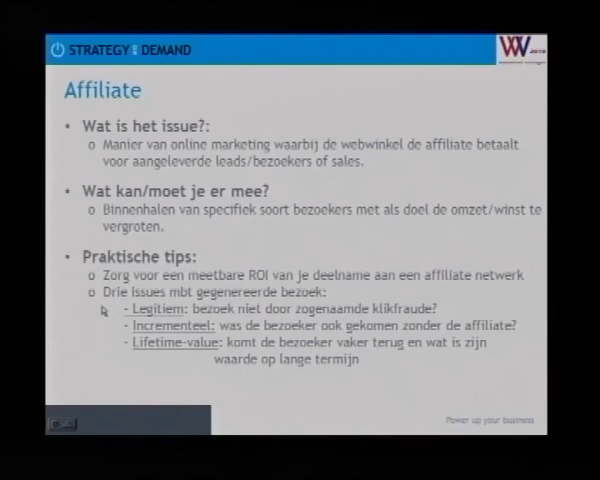 STRATEGY ON DEMAND
Affiliate
• Wat is het issue?:
o Manier van online marketing waarbij de webwinkel de affiliate betaalt
voor aangeleverde leads/bezoekers of sales.
• Wat kan/moet je er mee?
o Binnenhalen van specifiek soort bezoekers met als doel de omzet/winst te
vergroten.
• Praktische tips:
o Zorg voor een meetbare ROI van je deelname aan een affiliate netwerk
o Drie issues mbt gegenereerde bezoek:
- Legitiem: bezoek niet door zogenaamde klikfraude?
- Incrementeel: was de bezoeker ook gekomen zonder de affiliate?
- Lifetime-value: komt de bezoeker vaker terug en wat is zijn
waarde op lange termijn
Power up your business